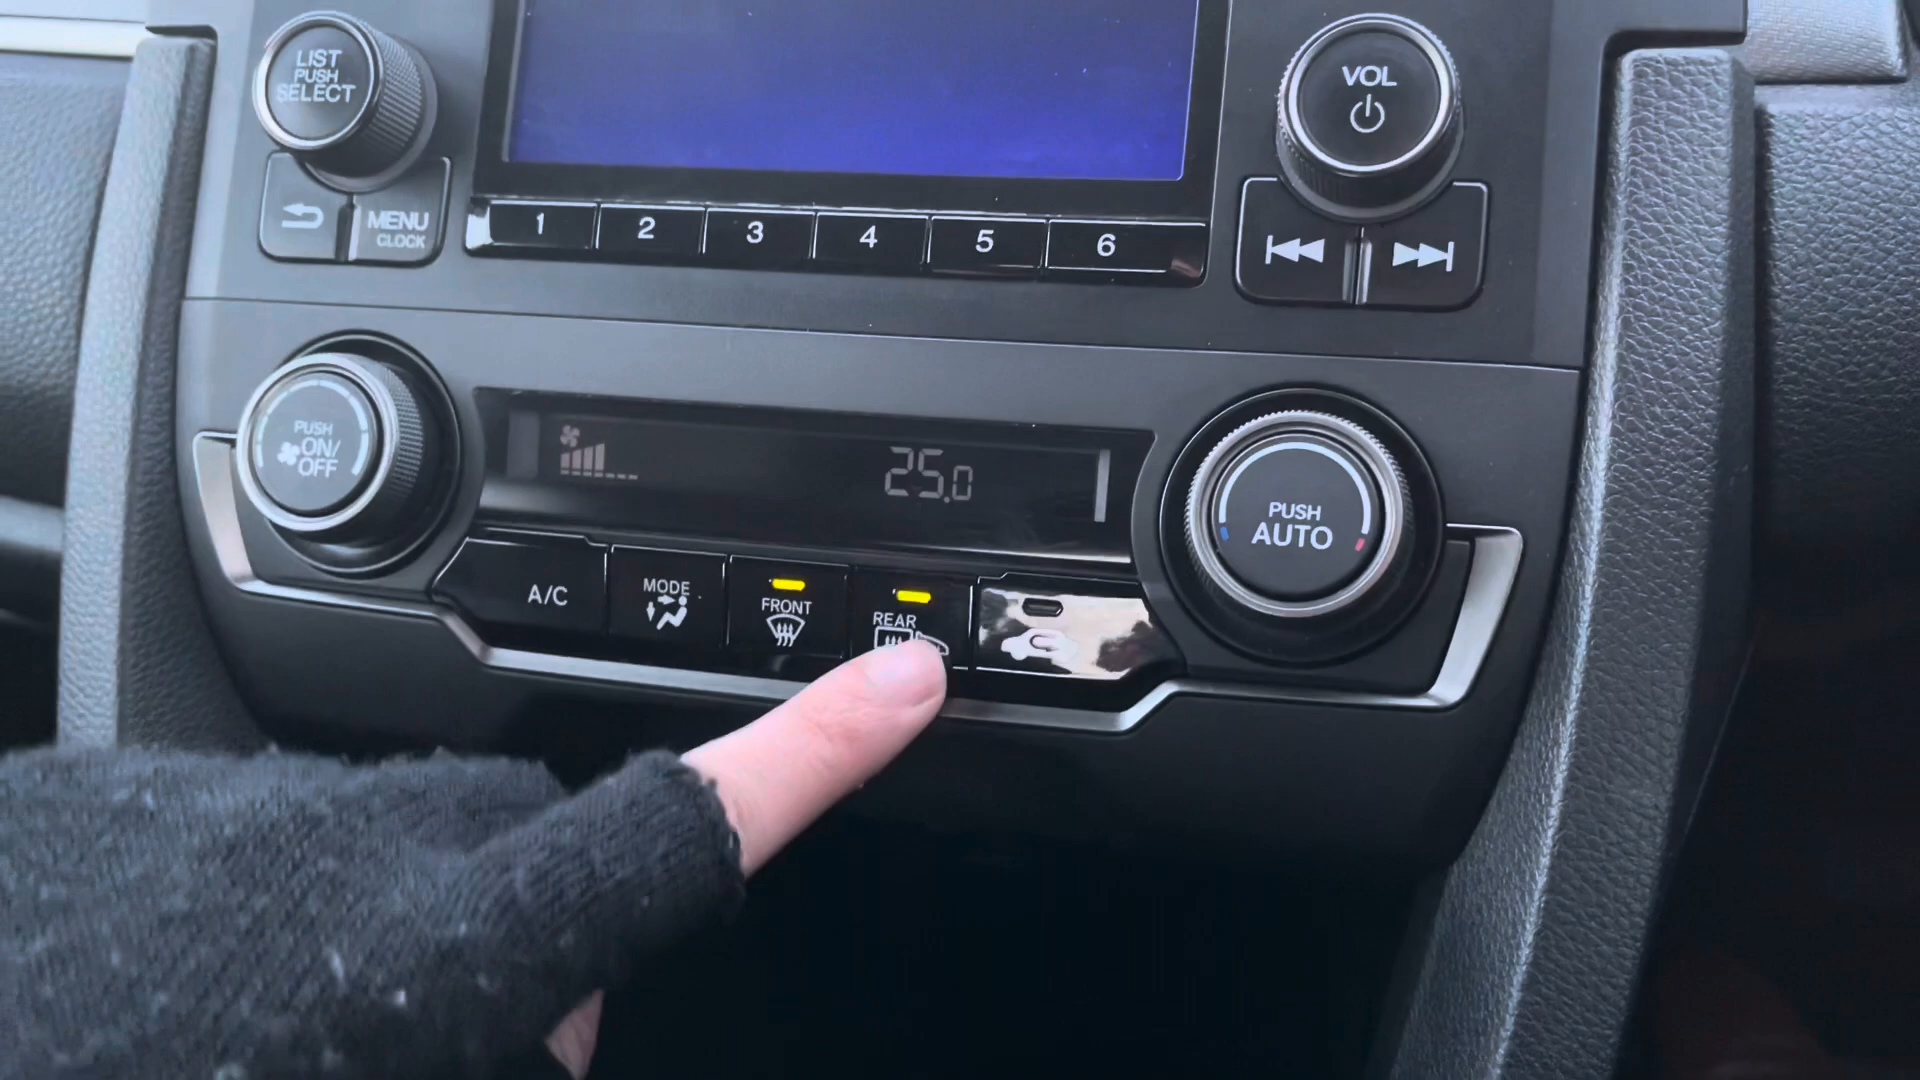 LIST
PUSH
SELECT
VOL
MENU
CLOCK
1 2 3 4 5 6
PUSH
ON/
OFF
25.0
PUSH
AUTO
A/C
MODE
FRONT
REAR